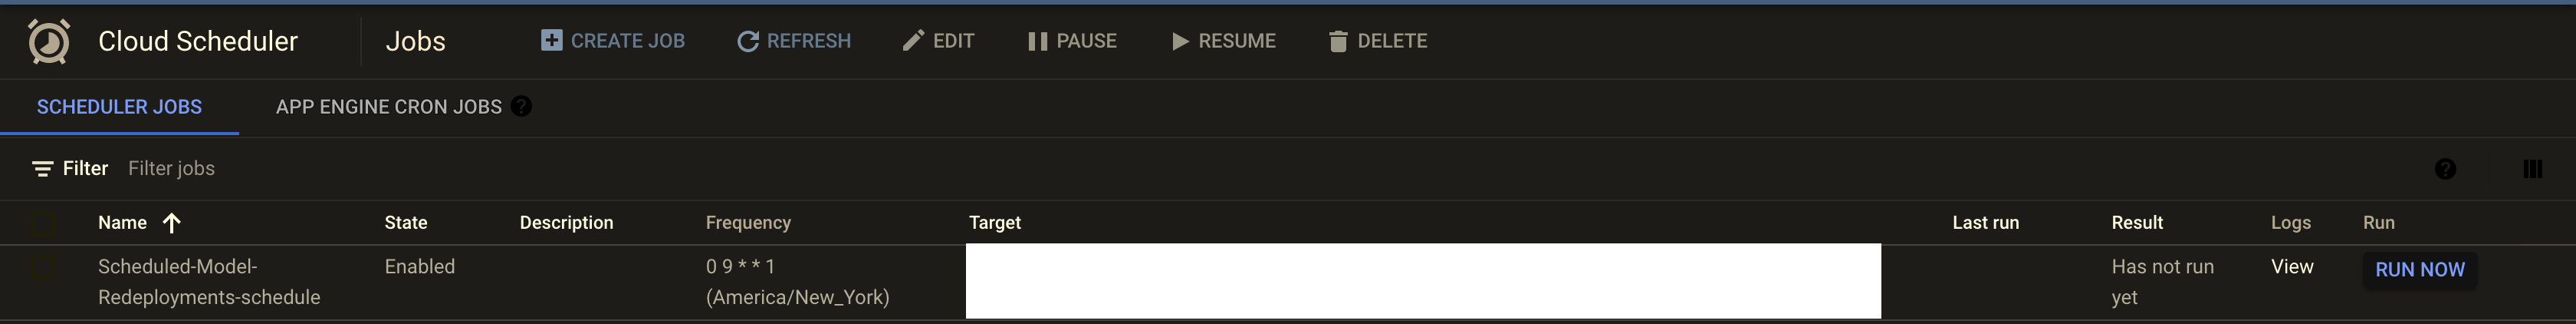 Cloud Scheduler Jobs CREATE JOB REFRESH EDIT PAUSE RESUME DELETE
SCHEDULER JOBS APP ENGINE CRON JOBS ?
Filter Filter jobs ?
Name State Description Frequency Target Last run Result Logs Run
Scheduled-Model- Enabled 0 9 * * 1 Has not run View RUN NOW
Redeployments-schedule (America/New_York) yet